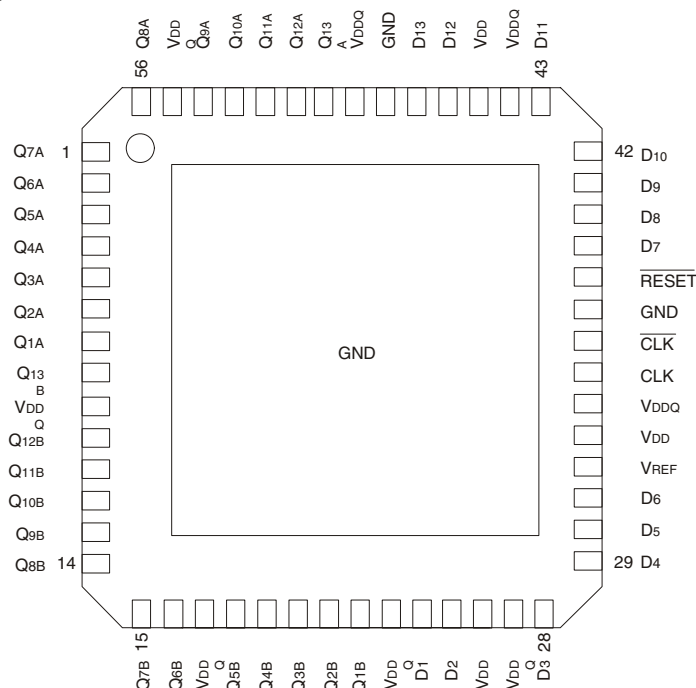 Q8A
VDDQ
Q9A
Q10A
Q11A
Q12A
Q13A
VDDQ
GND
D13
D12
VDD
VDDQ
D11
56
43
Q7A 1
Q6A
Q5A
Q4A
Q3A
Q2A
Q1A
Q13B
VDDQ
Q12B
Q11B
Q10B
Q9B
Q8B 14
GND
42 D10
D9
D8
D7
RESET
GND
CLK
CLK
VDDQ
VDD
VREF
D6
D5
29 D4
15
28
Q7B
Q6B
VDDQ
Q5B
Q4B
Q3B
Q2B
Q1B
VDDQ
D1
D2
VDD
VDDQ
D3